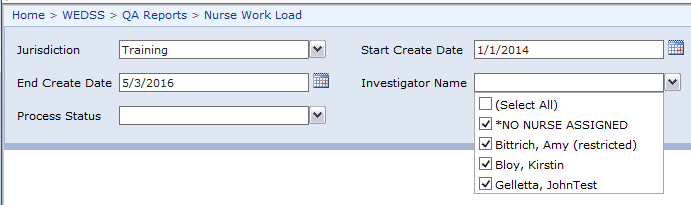 Home > WEDSS > QA Reports > Nurse Work Load
Jurisdiction Training Start Create Date 1/1/2014
End Create Date 5/3/2016 Investigator Name
(Select All)
Process Status
*NO NURSE ASSIGNED
Bittrich, Amy (restricted)
Bloy, Kirstin
Gelletta, JohnTest